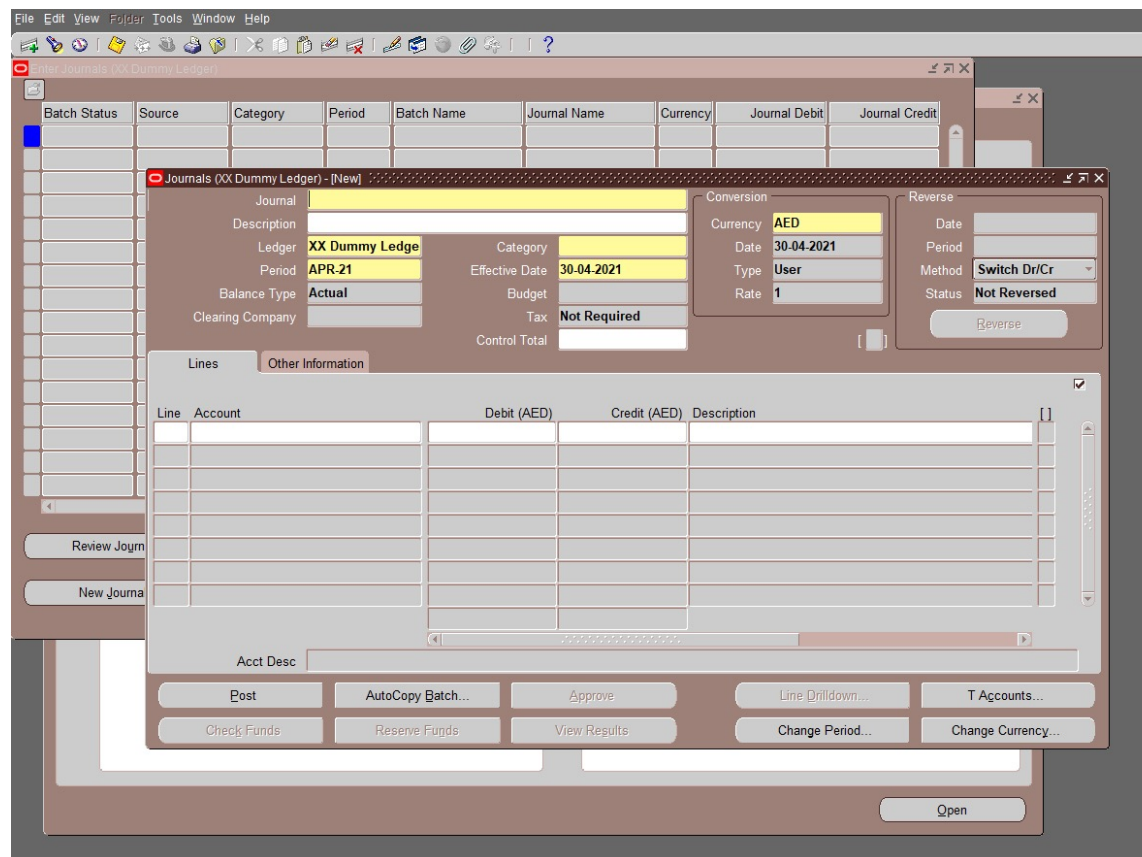 File Edit View Folder Tools Window Help
Enter Journals (XX Dummy Ledger)
Batch Status Source Category Period Batch Name Journal Name Currency Journal Debit Journal Credit
Journals (XX Dummy Ledger) - [New]
Journal
Description
Ledger XX Dummy Ledge Category
Period APR-21 Effective Date 30-04-2021
Balance Type Actual Budget
Clearing Company Tax Not Required
Control Total
Conversion
Currency AED
Date 30-04-2021
Type User
Rate 1
[ ]
Reverse
Date
Period
Method Switch Dr/Cr
Status Not Reversed
Reverse
Lines Other Information
Line Account Debit (AED) Credit (AED) Description [ ]
Review Journ
New Journa
Acct Desc
Post AutoCopy Batch... Approve Line Drilldown... T Accounts...
Check Funds Reserve Funds View Results Change Period... Change Currency...
Open